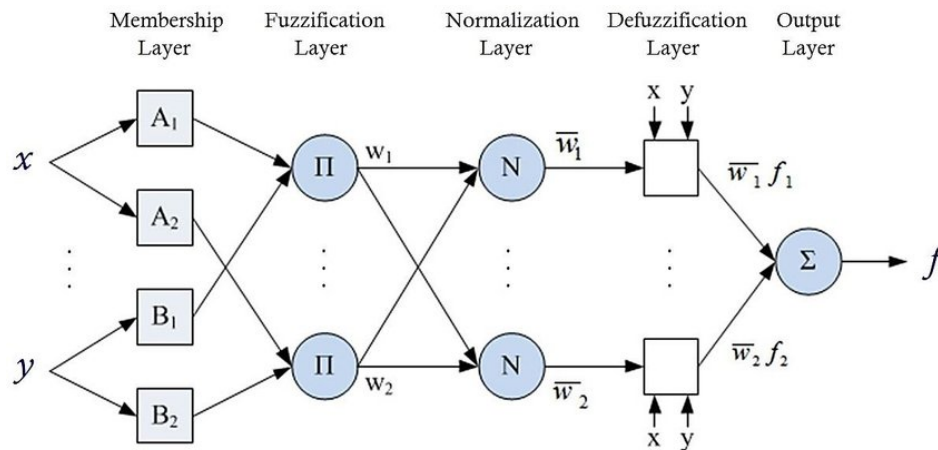 Membership Layer
Fuzzification Layer
Normalization Layer
Defuzzification Layer
Output Layer
x y
A₁
x
Π
w₁
N
w̅₁
w̅₁ f₁
A₂
Σ
f
B₁
y
Π
w₂
N
w̅₂
w̅₂ f₂
B₂
x y